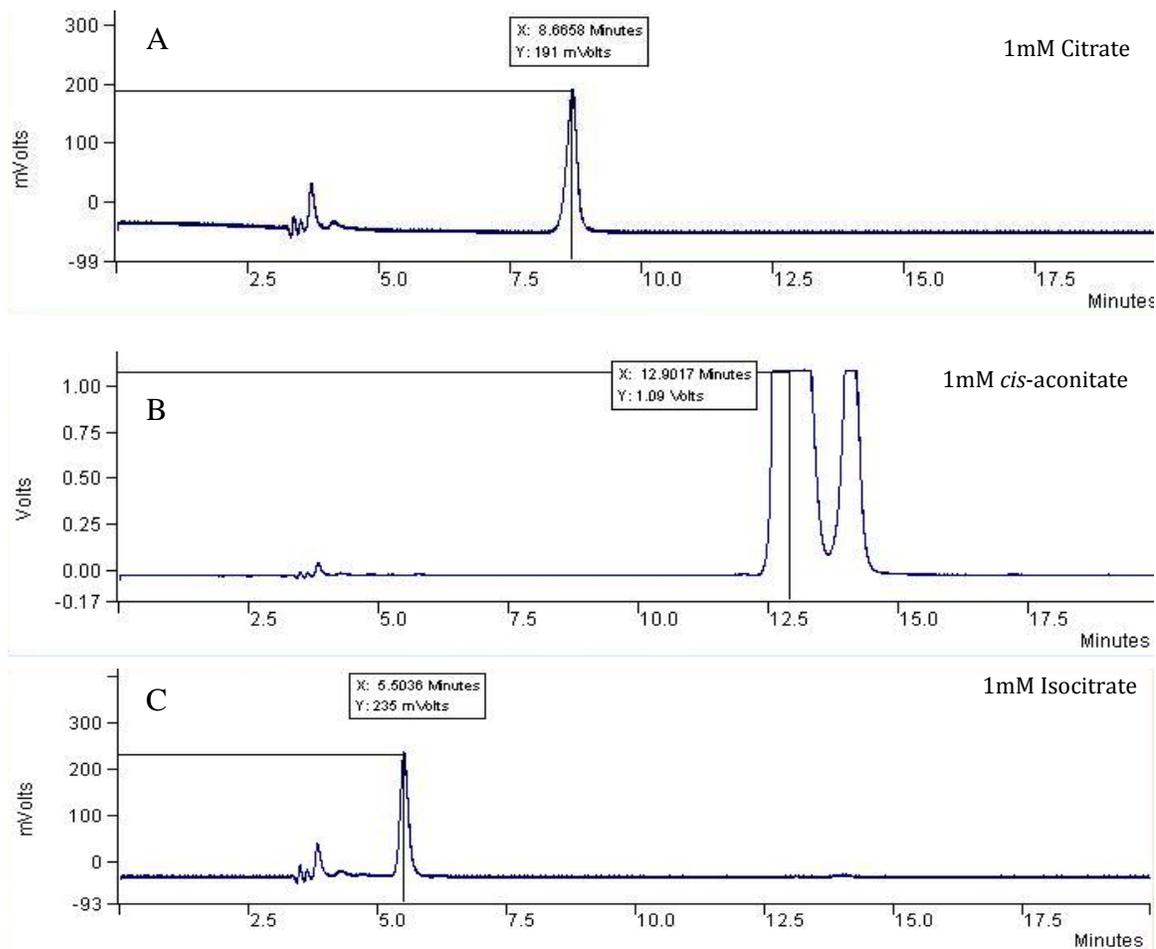 A
X: 8.6658 Minutes
Y: 191 mVolts
1mM Citrate
300
200
100
0
-99
mVolts
2.5 5.0 7.5 10.0 12.5 15.0 17.5
Minutes
B
X: 12.9017 Minutes
Y: 1.09 Volts
1mM cis-aconitate
1.00
0.75
0.50
0.25
0.00
-0.17
Volts
2.5 5.0 7.5 10.0 12.5 15.0 17.5
Minutes
C
X: 5.5036 Minutes
Y: 235 mVolts
1mM Isocitrate
300
200
100
0
-93
mVolts
2.5 5.0 7.5 10.0 12.5 15.0 17.5
Minutes